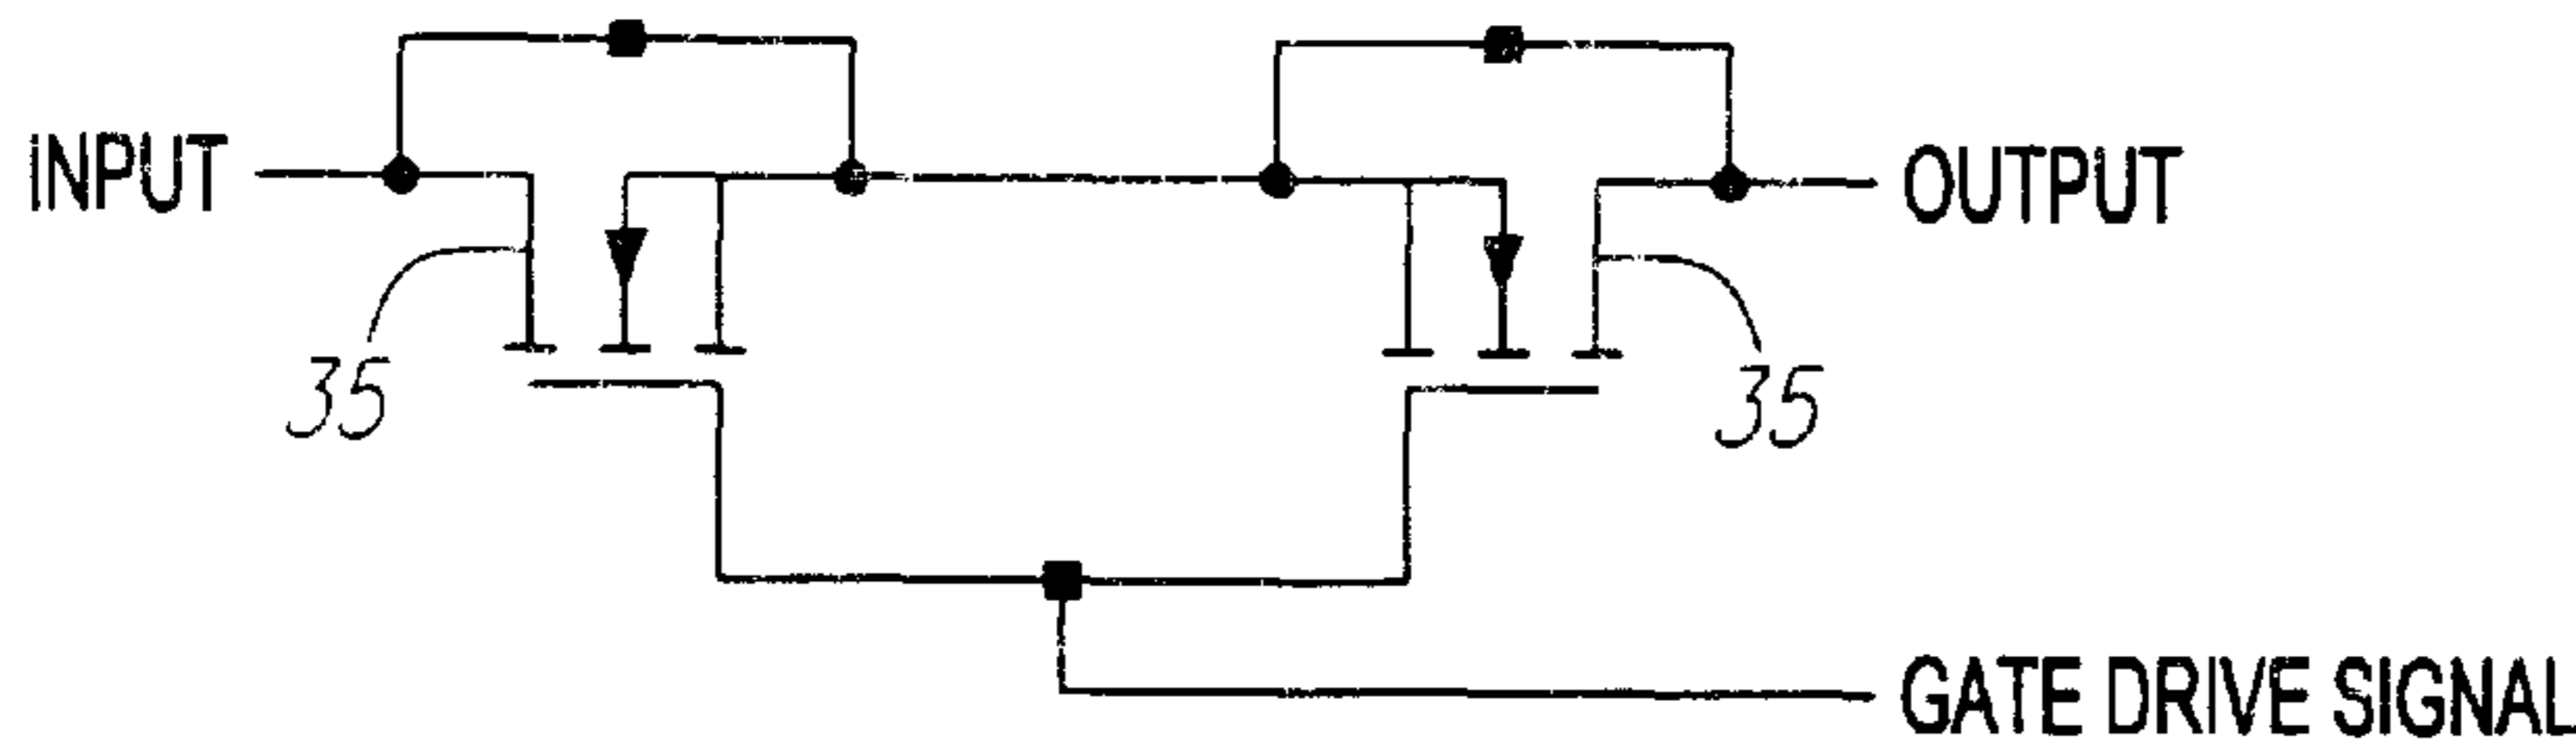 INPUT
OUTPUT
35
35
GATE DRIVE SIGNAL